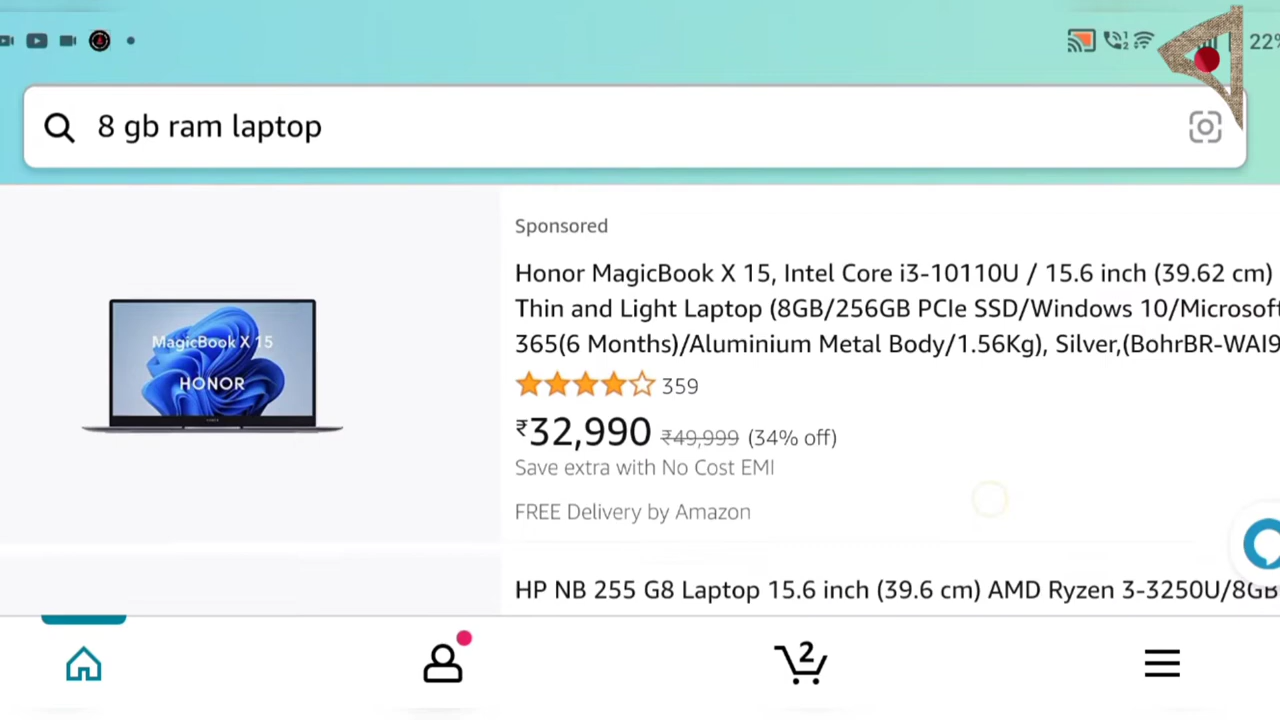 22%
8 gb ram laptop
Sponsored
Honor MagicBook X 15, Intel Core i3-10110U / 15.6 inch (39.62 cm)
Thin and Light Laptop (8GB/256GB PCIe SSD/Windows 10/Microsoft
365(6 Months)/Aluminium Metal Body/1.56Kg), Silver,(BohrBR-WAI9
MagicBook X 15
HONOR
359
₹32,990 ₹49,999 (34% off)
Save extra with No Cost EMI
FREE Delivery by Amazon
HP NB 255 G8 Laptop 15.6 inch (39.6 cm) AMD Ryzen 3-3250U/8GB
2